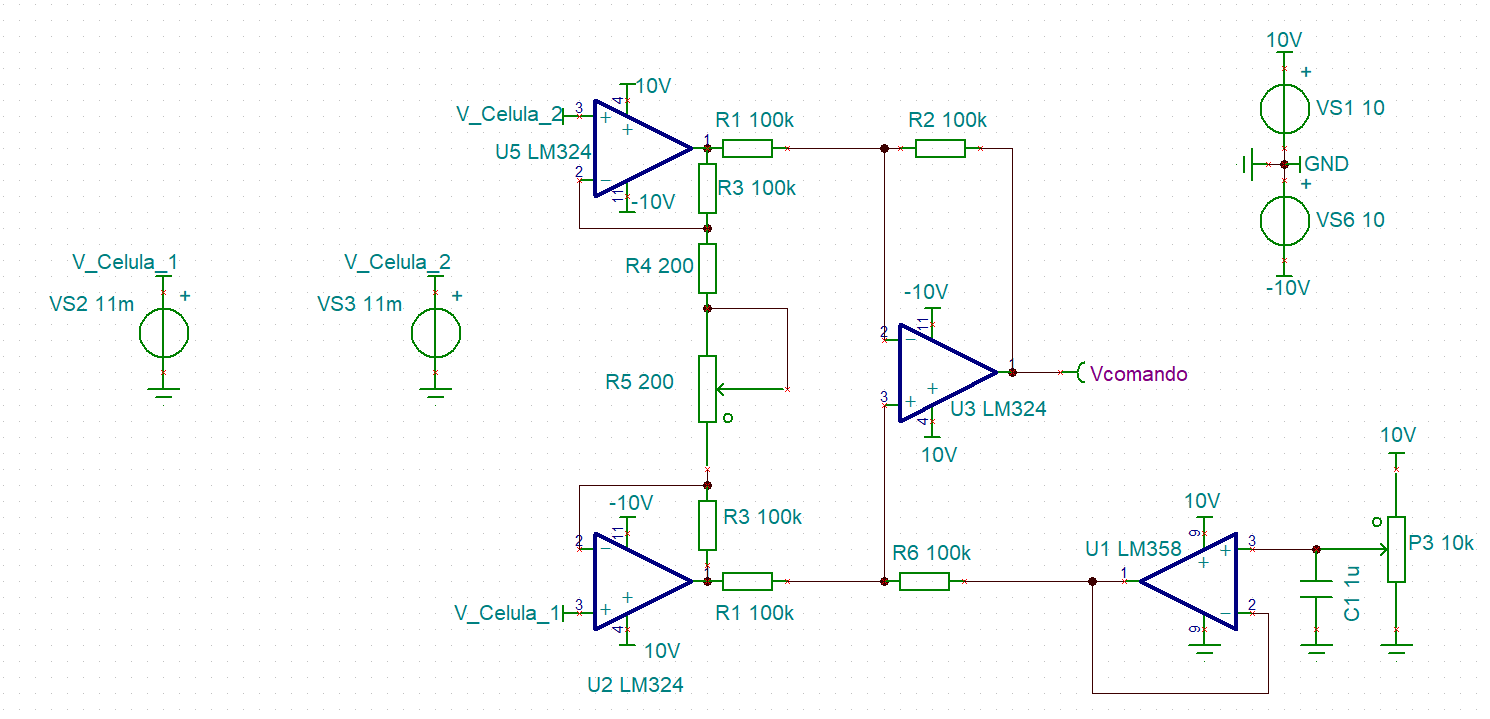 10V
VS1 10
GND
VS6 10
-10V
10V
V_Celula_2
3
4
U5 LM324
1
2
11
-10V
R1 100k
R2 100k
R3 100k
R4 200
V_Celula_1
VS2 11m
V_Celula_2
VS3 11m
-10V
11
2
1
Vcomando
3
4
U3 LM324
10V
R5 200
10V
-10V
11
2
R3 100k
1
V_Celula_1
3
4
R1 100k
10V
U2 LM324
R6 100k
10V
9
U1 LM358
3
1
2
9
C1 1u
P3 10k